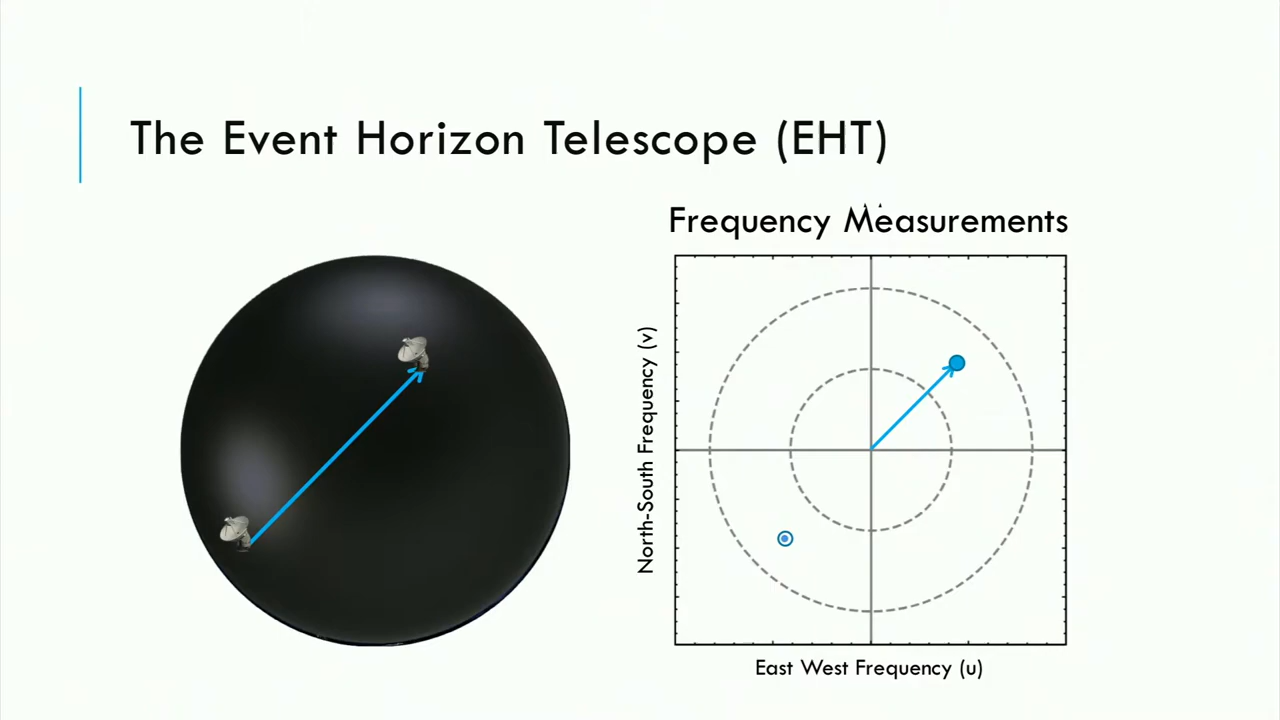 The Event Horizon Telescope (EHT)
Frequency Measurements
North-South Frequency (v)
East West Frequency (u)